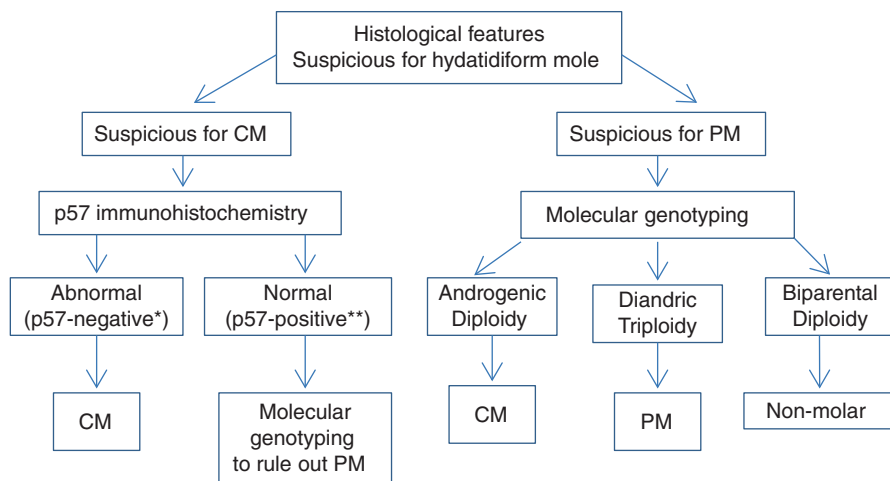 Histological features
Suspicious for hydatidiform mole
Suspicious for CM
Suspicious for PM
p57 immunohistochemistry
Molecular genotyping
Abnormal
(p57-negative*)
Normal
(p57-positive**)
Androgenic
Diploidy
Diandric
Triploidy
Biparental
Diploidy
CM
Molecular
genotyping
to rule out PM
CM
PM
Non-molar